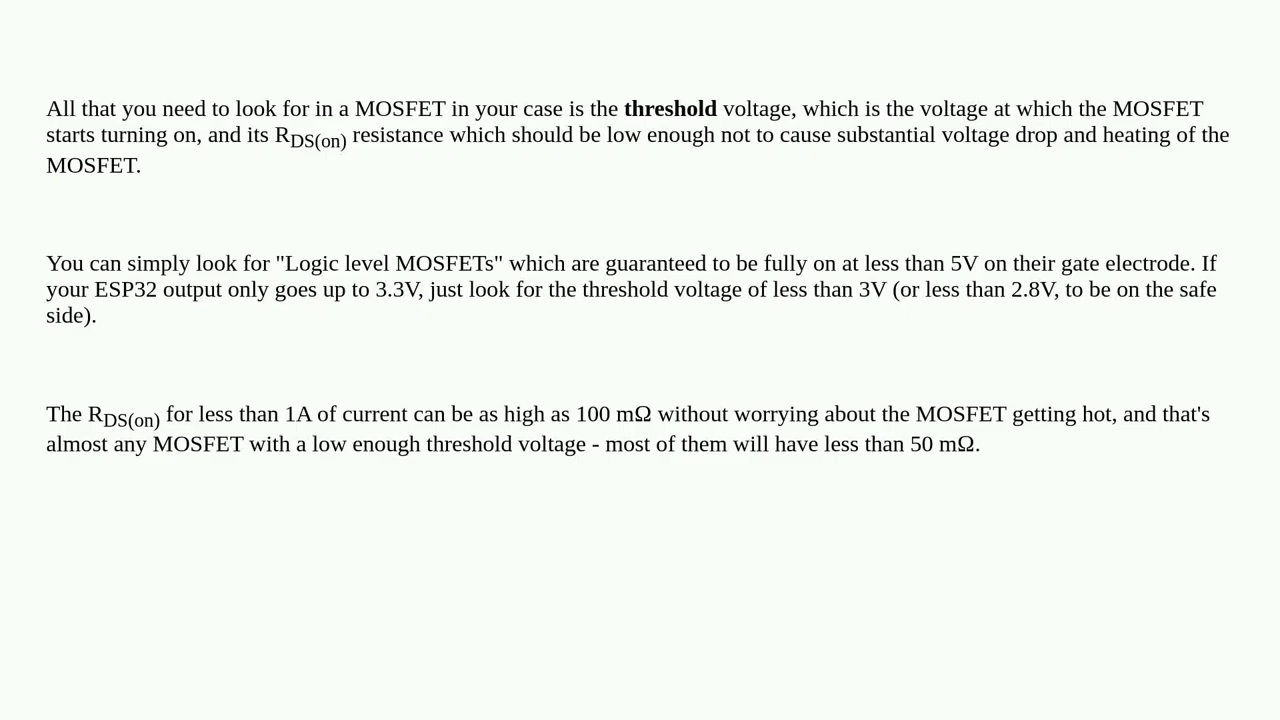 All that you need to look for in a MOSFET in your case is the threshold voltage, which is the voltage at which the MOSFET
starts turning on, and its RDS(on) resistance which should be low enough not to cause substantial voltage drop and heating of the
MOSFET.
You can simply look for "Logic level MOSFETs" which are guaranteed to be fully on at less than 5V on their gate electrode. If
your ESP32 output only goes up to 3.3V, just look for the threshold voltage of less than 3V (or less than 2.8V, to be on the safe
side).
The RDS(on) for less than 1A of current can be as high as 100 mΩ without worrying about the MOSFET getting hot, and that's
almost any MOSFET with a low enough threshold voltage - most of them will have less than 50 mΩ.